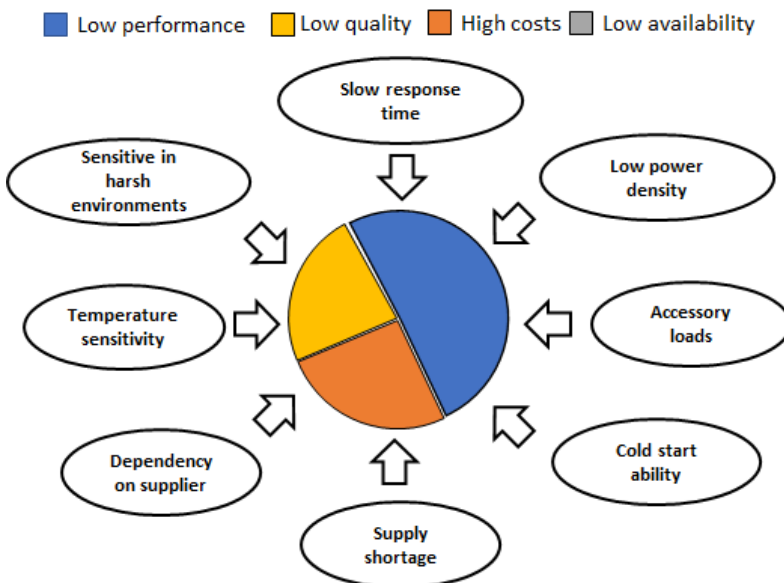 Low performance Low quality High costs Low availability
Slow response
time
Sensitive in
harsh
environments
Low power
density
Temperature
sensitivity
Accessory
loads
Dependency
on supplier
Cold start
ability
Supply
shortage